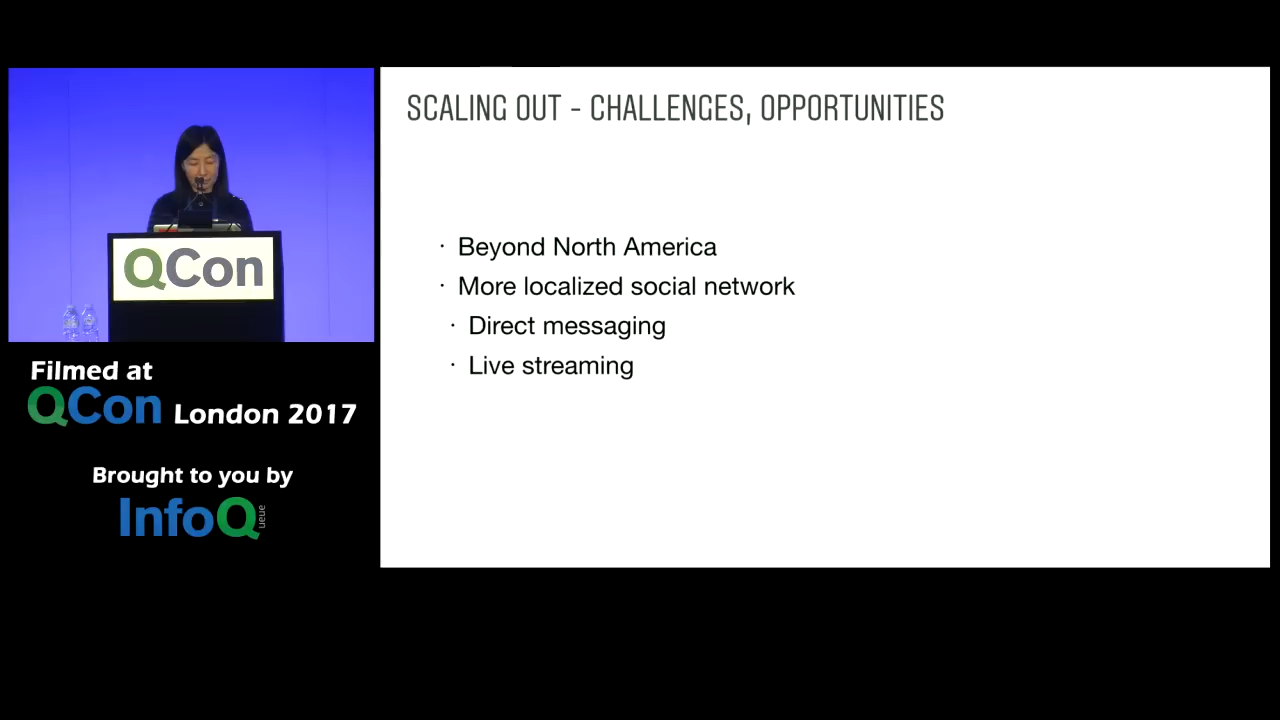 SCALING OUT - CHALLENGES, OPPORTUNITIES
· Beyond North America
· More localized social network
· Direct messaging
· Live streaming
QCon
Filmed at
QCon London 2017
Brought to you by
InfoQ
ueue